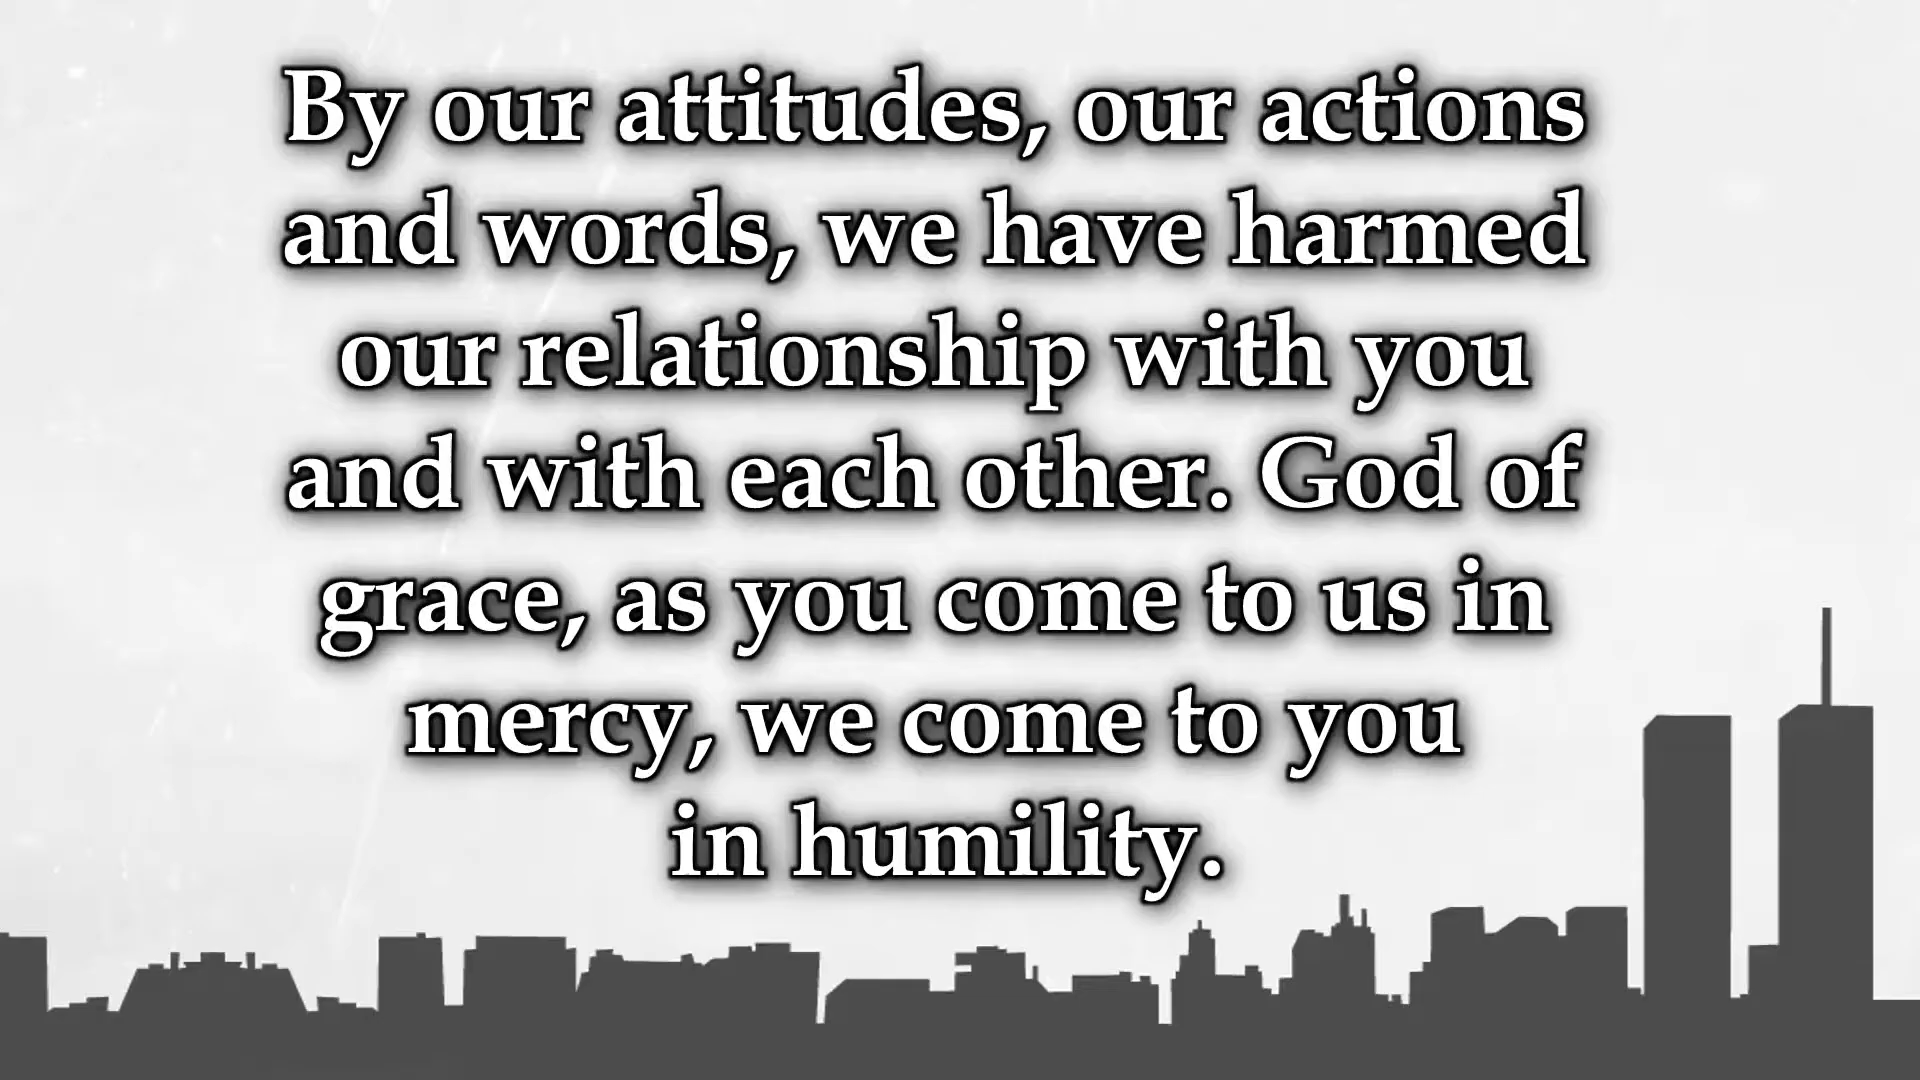 By our attitudes, our actions
and words, we have harmed
our relationship with you
and with each other. God of
grace, as you come to us in
mercy, we come to you
in humility.